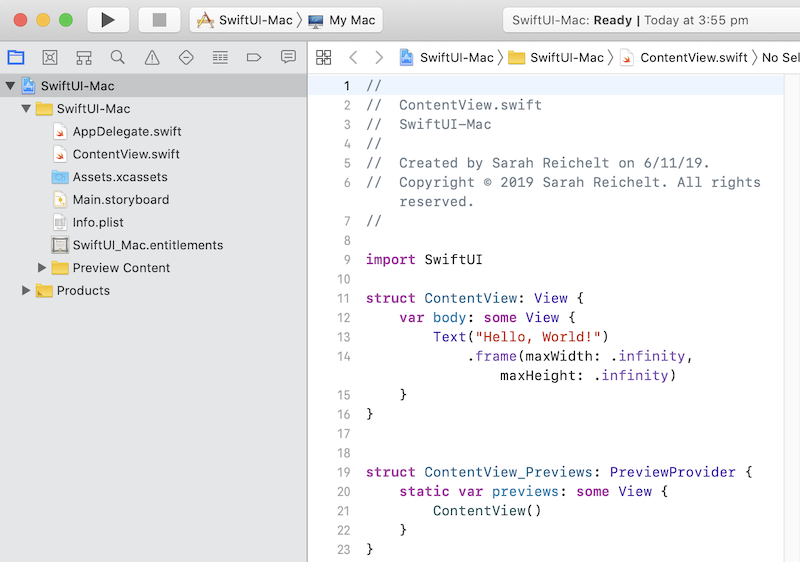 SwiftUI-Mac 〉 My Mac
SwiftUI-Mac: Ready | Today at 3:55 pm
SwiftUI-Mac 〉 SwiftUI-Mac 〉 ContentView.swift 〉 No Sel
SwiftUI-Mac
SwiftUI-Mac
AppDelegate.swift
ContentView.swift
Assets.xcassets
Main.storyboard
Info.plist
SwiftUI_Mac.entitlements
Preview Content
Products
1 //
2 //  ContentView.swift
3 //  SwiftUI-Mac
4 //
5 //  Created by Sarah Reichelt on 6/11/19.
6 //  Copyright © 2019 Sarah Reichelt. All rights
reserved.
7 //
8
9 import SwiftUI
10
11 struct ContentView: View {
12     var body: some View {
13         Text("Hello, World!")
14             .frame(maxWidth: .infinity,
maxHeight: .infinity)
15     }
16 }
17
18
19 struct ContentView_Previews: PreviewProvider {
20     static var previews: some View {
21         ContentView()
22     }
23 }